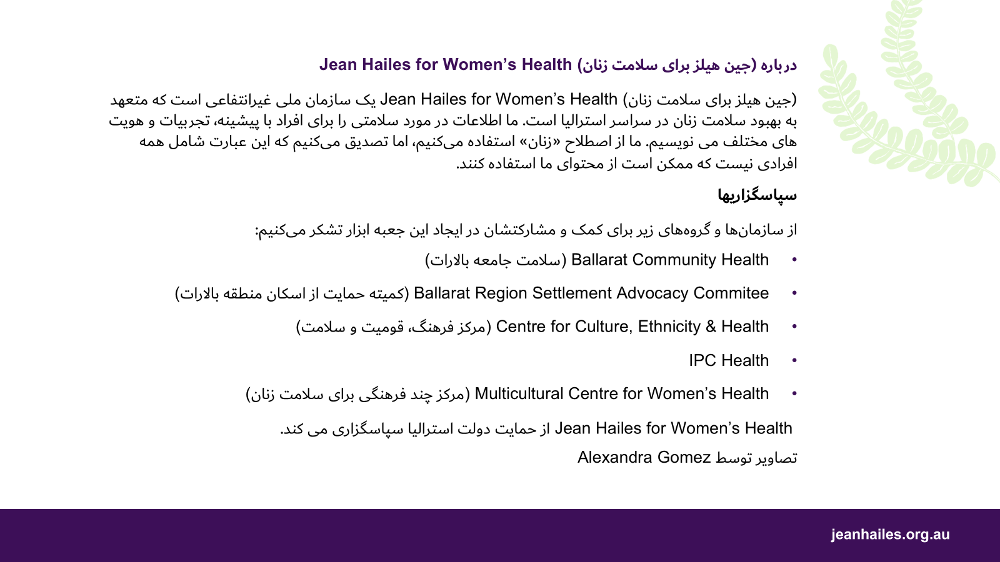 درباره (جین هیلز برای سلامت زنان) Jean Hailes for Women’s Health
(جین هیلز برای سلامت زنان) Jean Hailes for Women’s Health یک سازمان ملی غیرانتفاعی است که متعهد
به بهبود سلامت زنان در سراسر استرالیا است. ما اطلاعات در مورد سلامتی را برای افراد با پیشینه، تجربیات و هویت
های مختلف می نویسیم. ما از اصطلاح «زنان» استفاده می‌کنیم، اما تصدیق می‌کنیم که این عبارت شامل همه
افرادی نیست که ممکن است از محتوای ما استفاده کنند.
سپاسگزاریها
از سازمان‌ها و گروه‌های زیر برای کمک و مشارکتشان در ایجاد این جعبه ابزار تشکر می‌کنیم:
• Ballarat Community Health (سلامت جامعه بالارات)
• Ballarat Region Settlement Advocacy Commitee (کمیته حمایت از اسکان منطقه بالارات)
• Centre for Culture, Ethnicity & Health (مرکز فرهنگ، قومیت و سلامت)
• IPC Health
• Multicultural Centre for Women’s Health (مرکز چند فرهنگی برای سلامت زنان)
Jean Hailes for Women’s Health از حمایت دولت استرالیا سپاسگزاری می کند.
تصاویر توسط Alexandra Gomez
jeanhailes.org.au